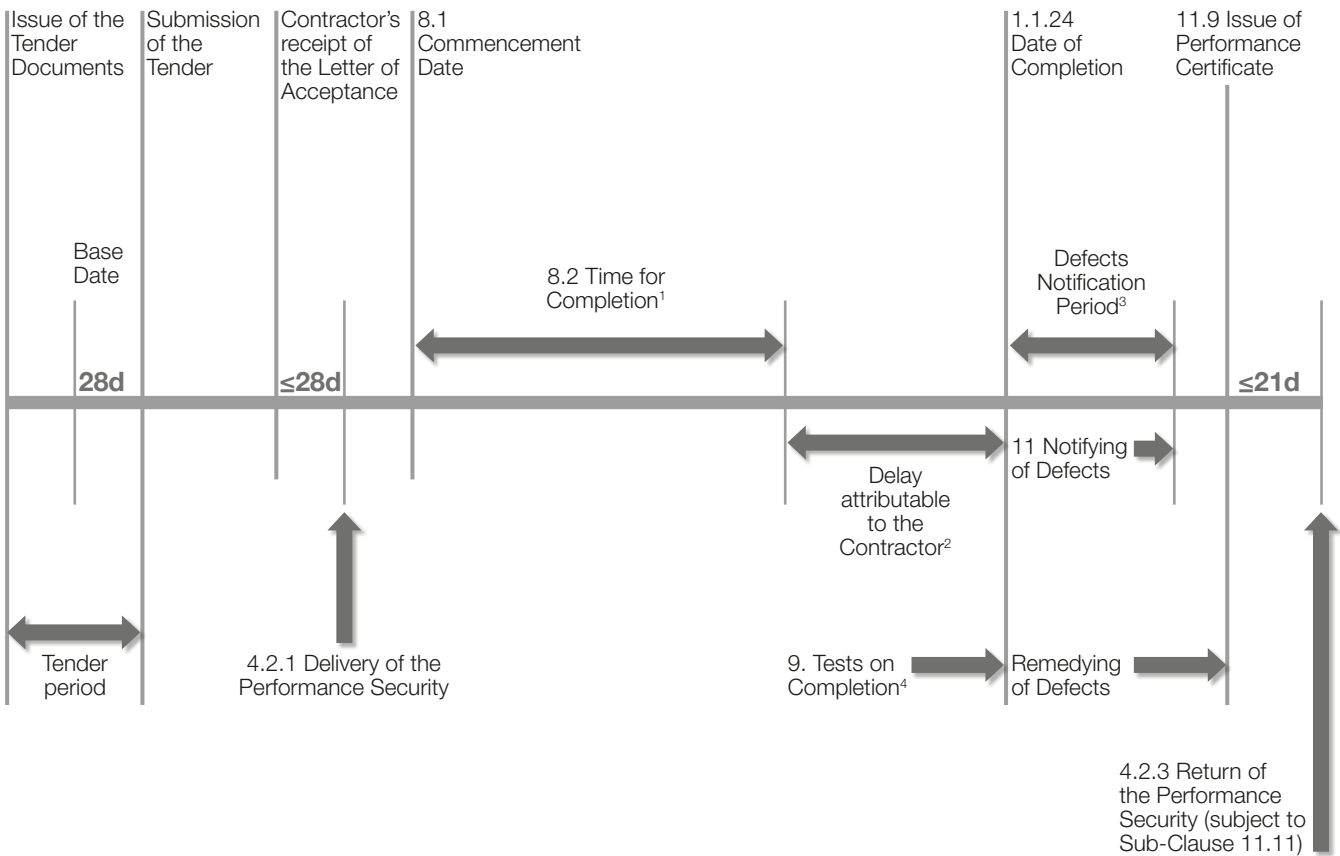 Issue of the
Tender
Documents
Submission
of the
Tender
Contractor’s
receipt of
the Letter of
Acceptance
8.1
Commencement
Date
1.1.24
Date of
Completion
11.9 Issue of
Performance
Certificate
Base
Date
8.2 Time for
Completion¹
Defects
Notification
Period³
28d
≤28d
≤21d
Delay
attributable
to the
Contractor²
11 Notifying
of Defects
Tender
period
4.2.1 Delivery of the
Performance Security
9. Tests on
Completion⁴
Remedying
of Defects
4.2.3 Return of
the Performance
Security (subject to
Sub-Clause 11.11)